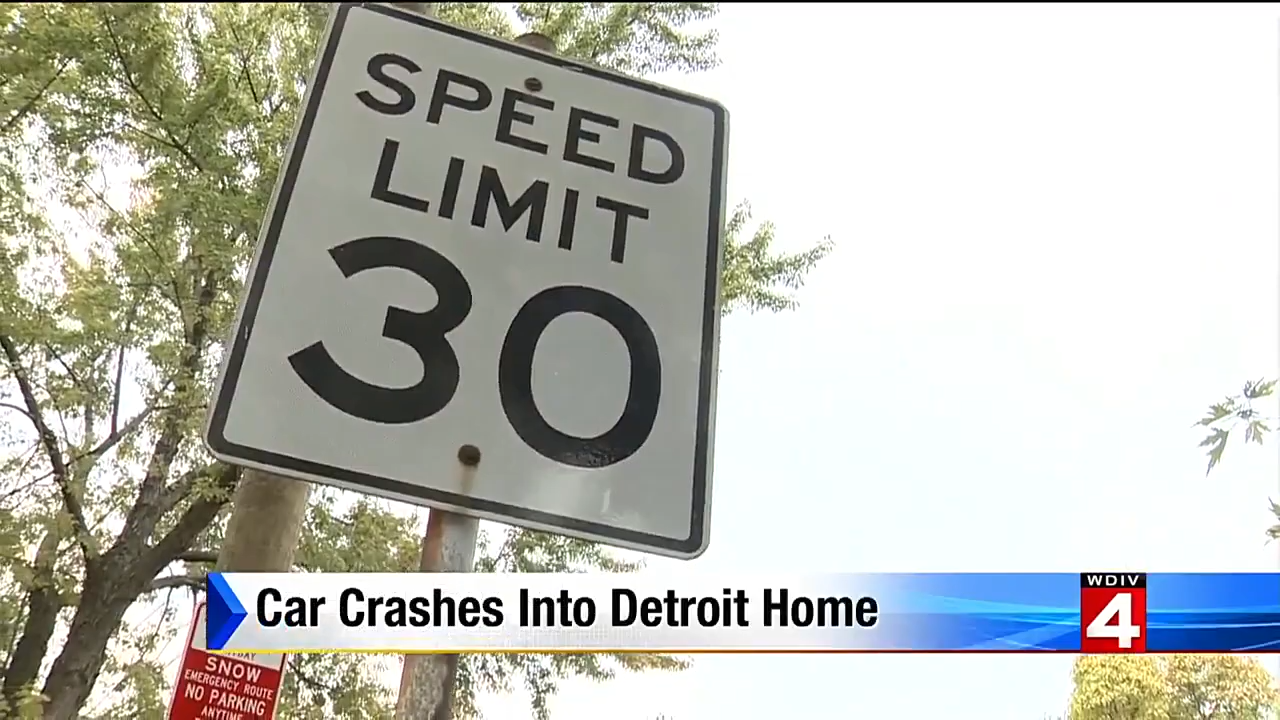 SPEED
LIMIT
30
Car Crashes Into Detroit Home
WDIV
4
SNOW
EMERGENCY ROUTE
NO PARKING
ANYTIME